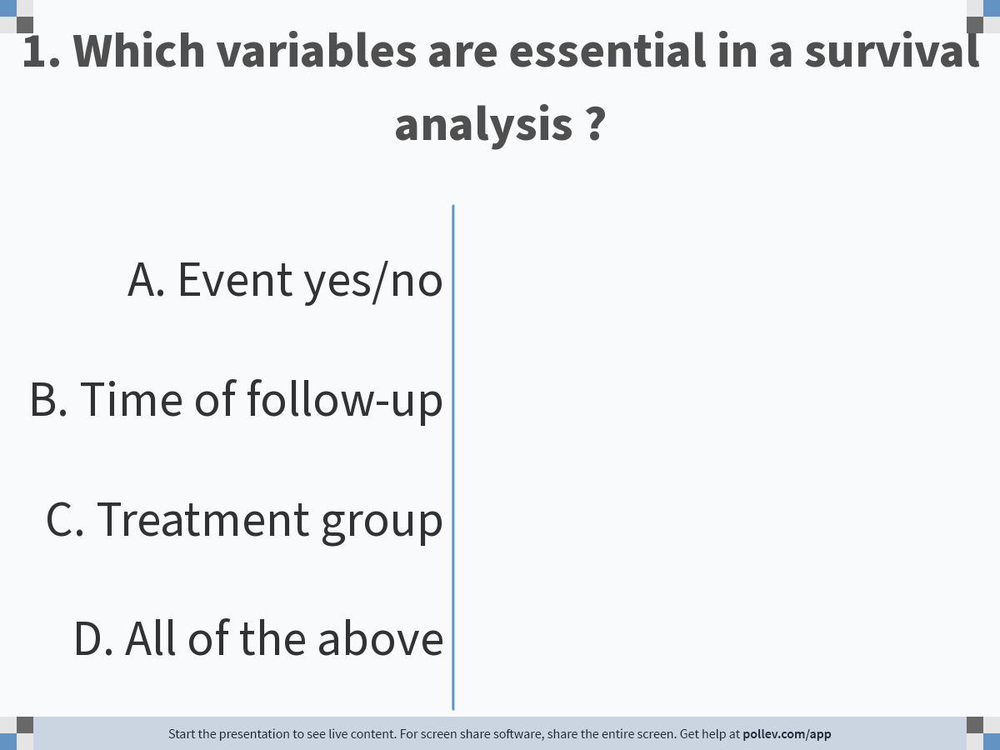 1. Which variables are essential in a survival
analysis ?
A. Event yes/no
B. Time of follow-up
C. Treatment group
D. All of the above
Start the presentation to see live content. For screen share software, share the entire screen. Get help at pollev.com/app